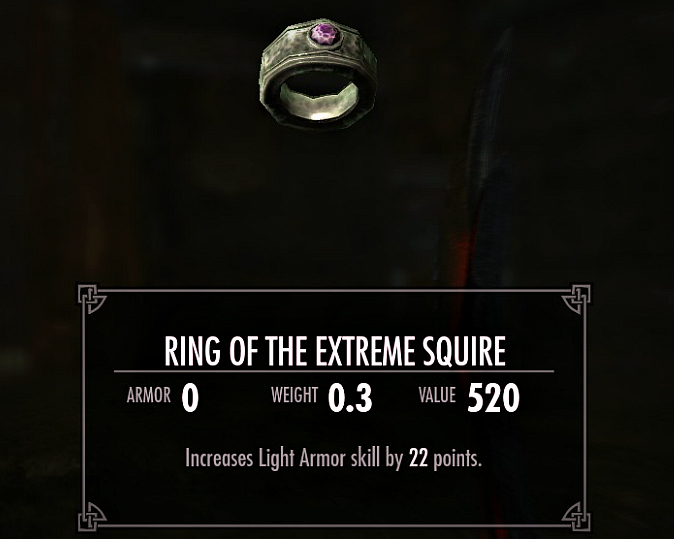 RING OF THE EXTREME SQUIRE
ARMOR 0 WEIGHT 0.3 VALUE 520
Increases Light Armor skill by 22 points.